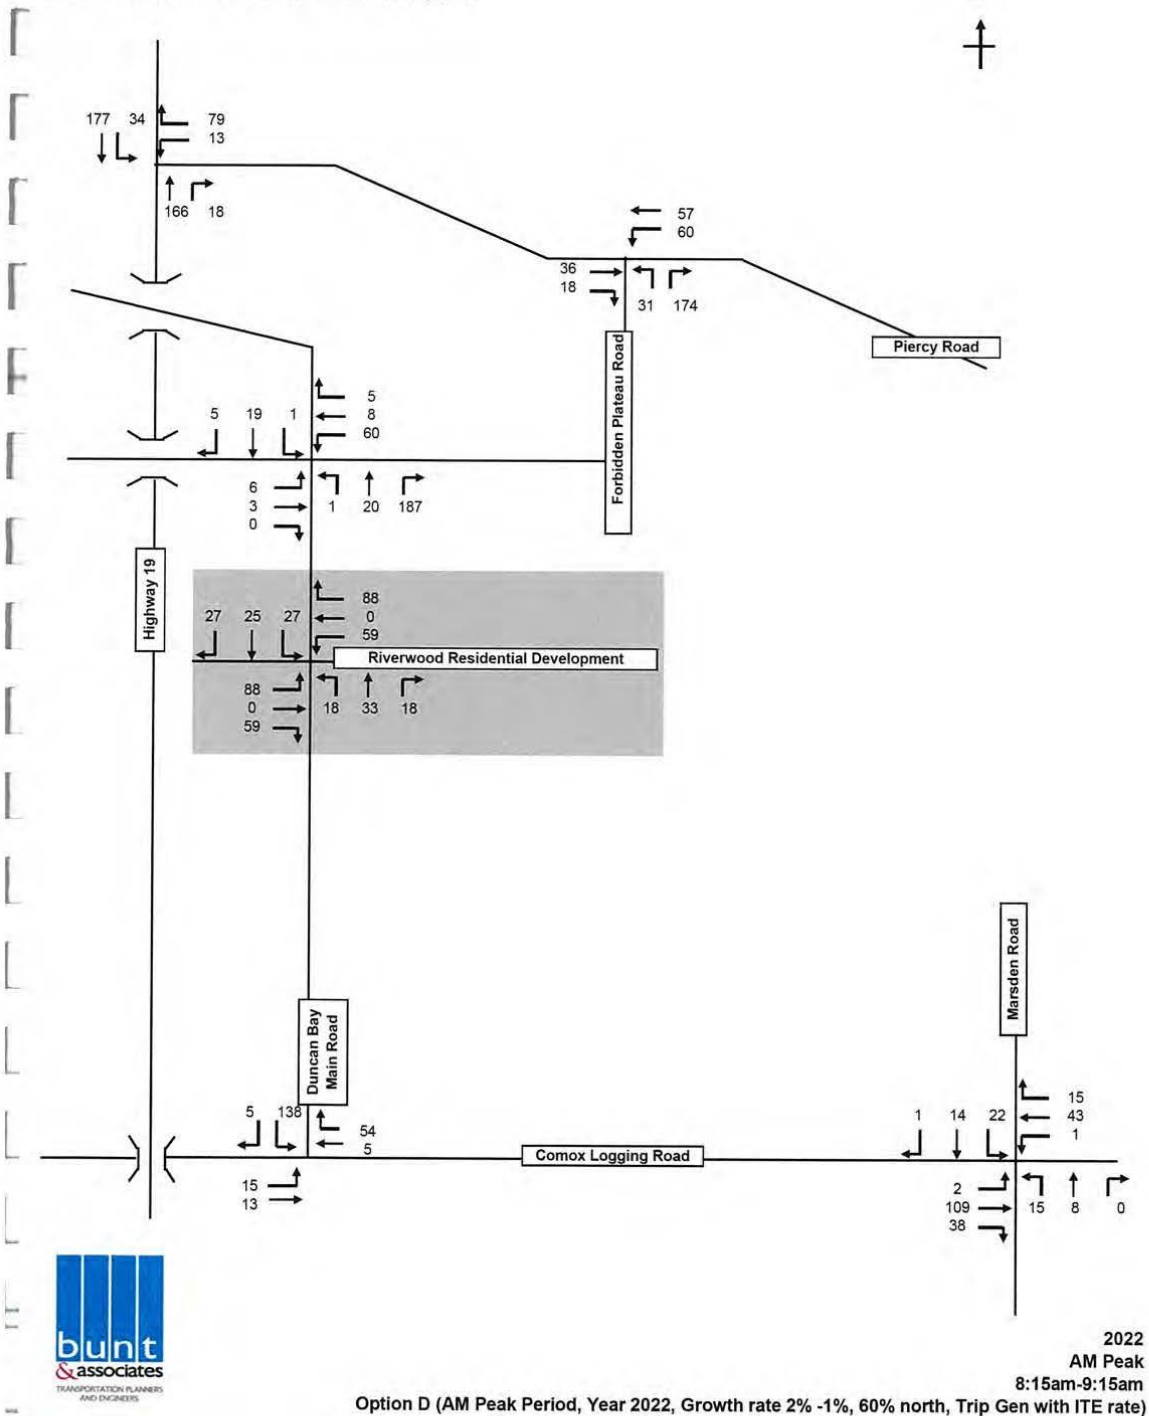 177 34 79
13
166 18
57
60
36
18
31 174
Piercy Road
Forbidden Plateau Road
5
5 19 1 8
60
6
3 1 20 187
0
Highway 19
88
27 25 27 0
59
Riverwood Residential Development
88
0 18 33 18
59
Marsden Road
Duncan Bay
Main Road
5 138
54
5
15
13
Comox Logging Road
15
1 14 22 43
1
2
109 15 8 0
38
bunt
& associates
TRANSPORTATION PLANNERS
AND ENGINEERS
2022
AM Peak
8:15am-9:15am
Option D (AM Peak Period, Year 2022, Growth rate 2% -1%, 60% north, Trip Gen with ITE rate)